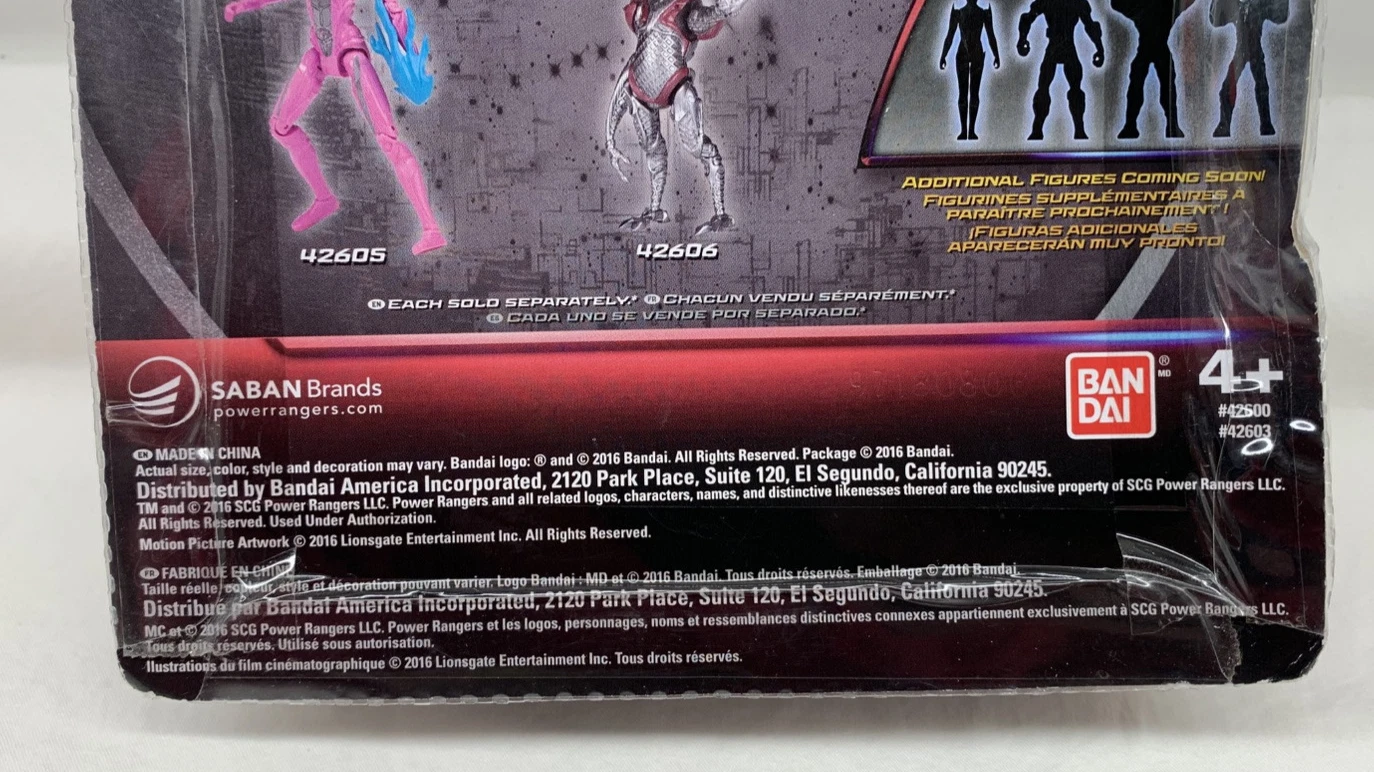 42605
42606
ADDITIONAL FIGURES COMING SOON!
FIGURINES SUPPLÉMENTAIRES À
PARAÎTRE PROCHAINEMENT !
¡FIGURAS ADICIONALES
APARECERÁN MUY PRONTO!
EN EACH SOLD SEPARATELY.* FR CHACUN VENDU SÉPARÉMENT.*
ES CADA UNO SE VENDE POR SEPARADO.*
SABAN Brands
powerrangers.com
BAN
DAI
® MD
4+
#42600
#42603
EN MADE IN CHINA
Actual size, color, style and decoration may vary. Bandai logo: ® and © 2016 Bandai. All Rights Reserved. Package © 2016 Bandai.
Distributed by Bandai America Incorporated, 2120 Park Place, Suite 120, El Segundo, California 90245.
TM and © 2016 SCG Power Rangers LLC. Power Rangers and all related logos, characters, names, and distinctive likenesses thereof are the exclusive property of SCG Power Rangers LLC.
All Rights Reserved. Used Under Authorization.
Motion Picture Artwork © 2016 Lionsgate Entertainment Inc. All Rights Reserved.
FR FABRIQUÉ EN CHINE
Taille réelle, couleur, style et décoration pouvant varier. Logo Bandai : MD et © 2016 Bandai. Tous droits réservés. Emballage © 2016 Bandai.
Distribué par Bandai America Incorporated, 2120 Park Place, Suite 120, El Segundo, California 90245.
MC et © 2016 SCG Power Rangers LLC. Power Rangers et les logos, personnages, noms et ressemblances distinctives connexes appartiennent exclusivement à SCG Power Rangers LLC.
Tous droits réservés. Utilisé sous autorisation.
Illustrations du film cinématographique © 2016 Lionsgate Entertainment Inc. Tous droits réservés.